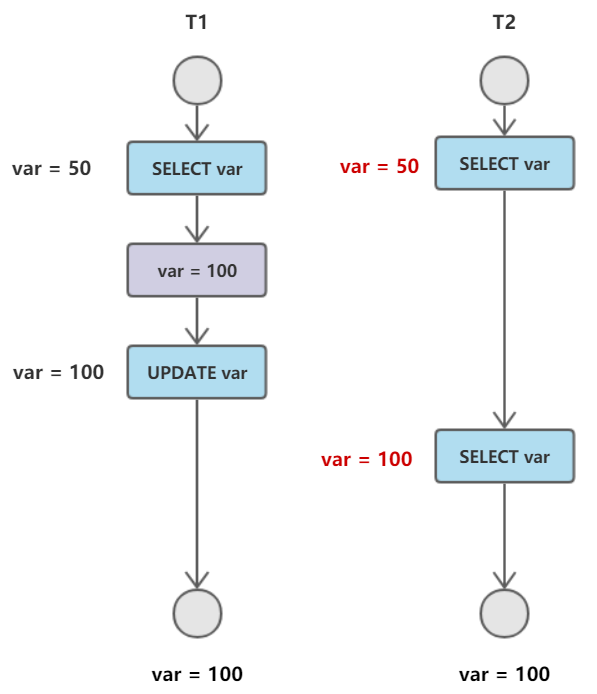 T1
T2
var = 50
SELECT var
var = 50
SELECT var
var = 100
var = 100
UPDATE var
var = 100
SELECT var
var = 100
var = 100